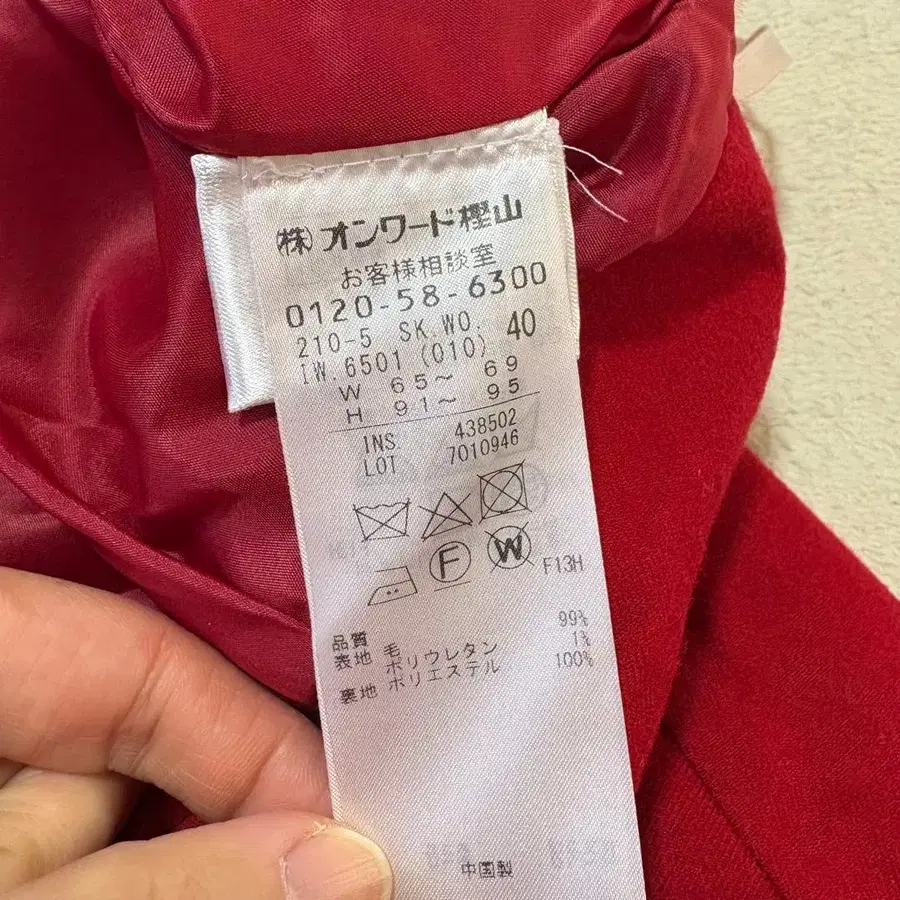 ㈱オンワード樫山
お客様相談室
0120-58-6300
210-5 SK.WO. 40
IW.6501(010)
W 65～ 69
H 91～ 95
INS 438502
LOT 7010946
F W F13H
品質
表地 毛 99%
ポリウレタン 1%
裏地 ポリエステル 100%
中国製